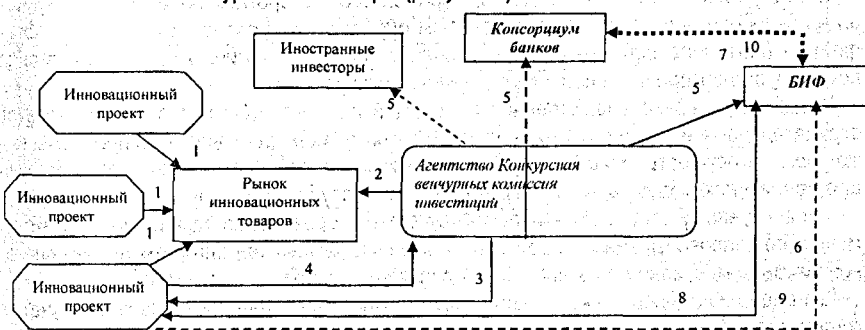 Консорциум
банков
Иностранные
инвесторы
7 10
БИФ
5
5
5
Инновационный
проект
1
Рынок
инновационных
товаров
2
Агентство Конкурсная
венчурных комиссия
инвестиций
1
Инновационный
проект
1
6
4
3
Инновационный
проект
8
9